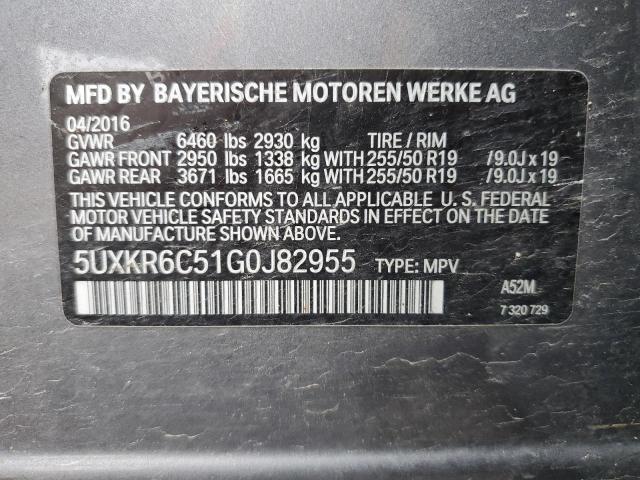 MFD BY BAYERISCHE MOTOREN WERKE AG
04/2016
GVWR 6460 lbs 2930 kg TIRE / RIM
GAWR FRONT 2950 lbs 1338 kg WITH 255/50 R19 /9.0J x 19
GAWR REAR 3671 lbs 1665 kg WITH 255/50 R19 /9.0J x 19
THIS VEHICLE CONFORMS TO ALL APPLICABLE U. S. FEDERAL
MOTOR VEHICLE SAFETY STANDARDS IN EFFECT ON THE DATE
OF MANUFACTURE SHOWN ABOVE.
5UXKR6C51G0J82955 TYPE: MPV
A52M
7 320 729